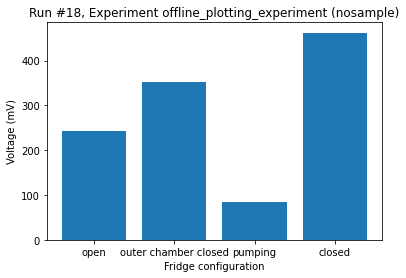 Run #18, Experiment offline_plotting_experiment (nosample)
Voltage (mV)
400
300
200
100
0
open outer chamber closed pumping closed
Fridge configuration